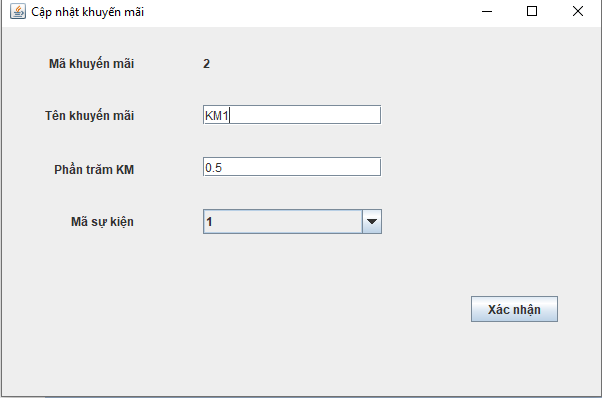 Cập nhật khuyến mãi
Mã khuyến mãi 2
Tên khuyến mãi KM1
Phần trăm KM 0.5
Mã sự kiện 1
Xác nhận